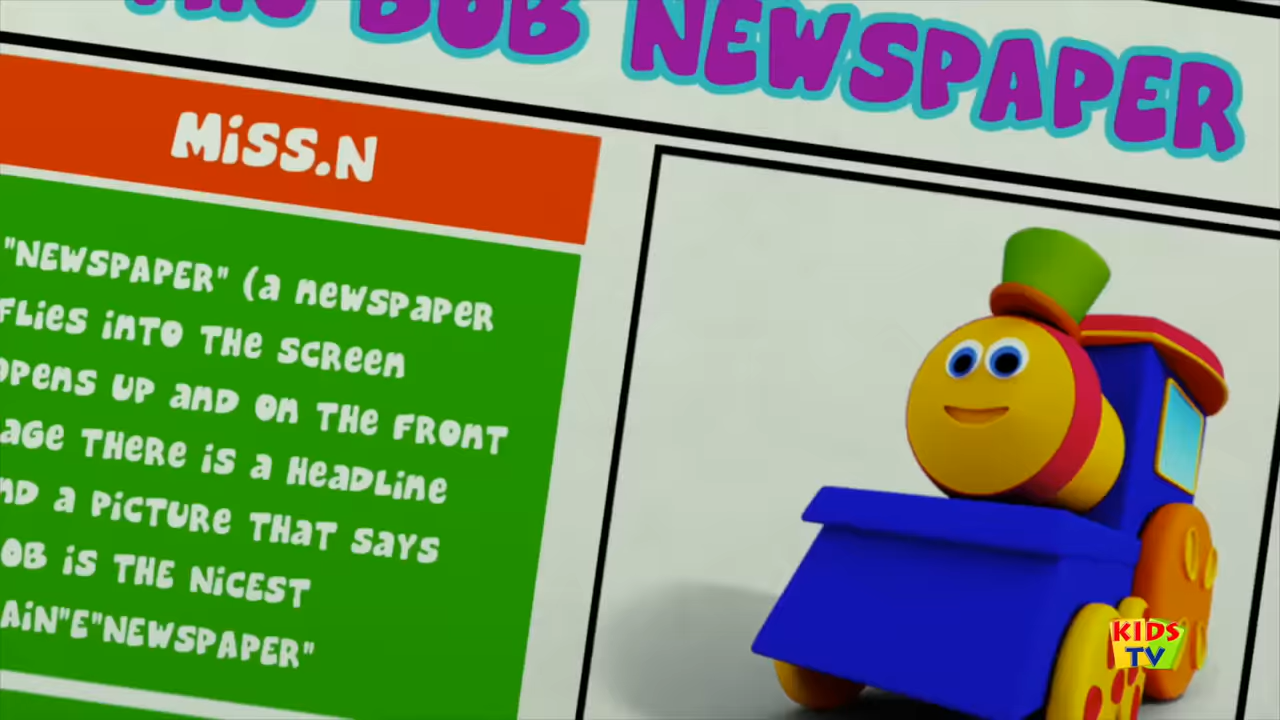 BOB NEWSPAPER
MiSS.N
"NEWSPAPER" (a newspaper
FLies into THE screen
opens UP and on THE FRONT
age THERE is a HEADLine
nd a PICTURE THAT says
OB is THE NICEST
ain"E"NEWSPAPER"
KIDS
TV